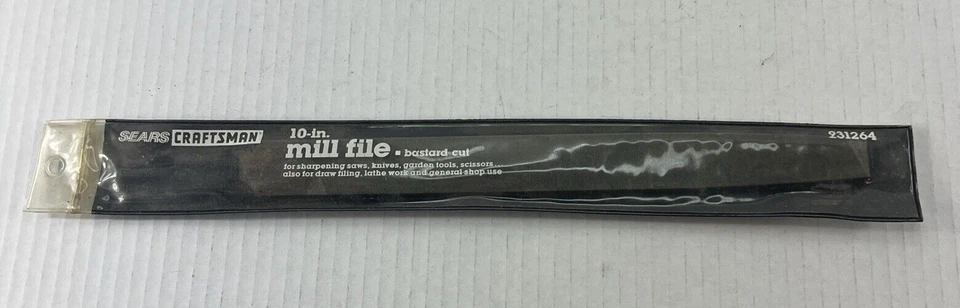 SEARS CRAFTSMAN
10-in.
mill file ▪ bastard cut
for sharpening saws, knives, garden tools, scissors...
also for draw filing, lathe work and general shop use
231264